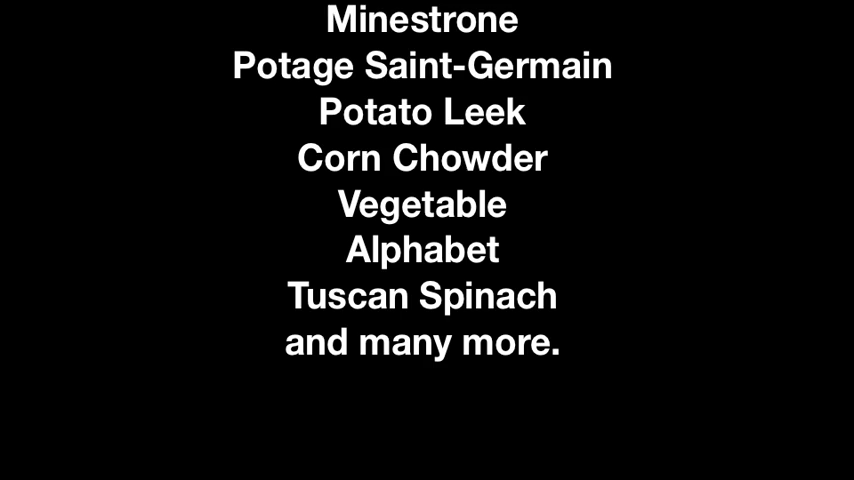 Minestrone
Potage Saint-Germain
Potato Leek
Corn Chowder
Vegetable
Alphabet
Tuscan Spinach
and many more.